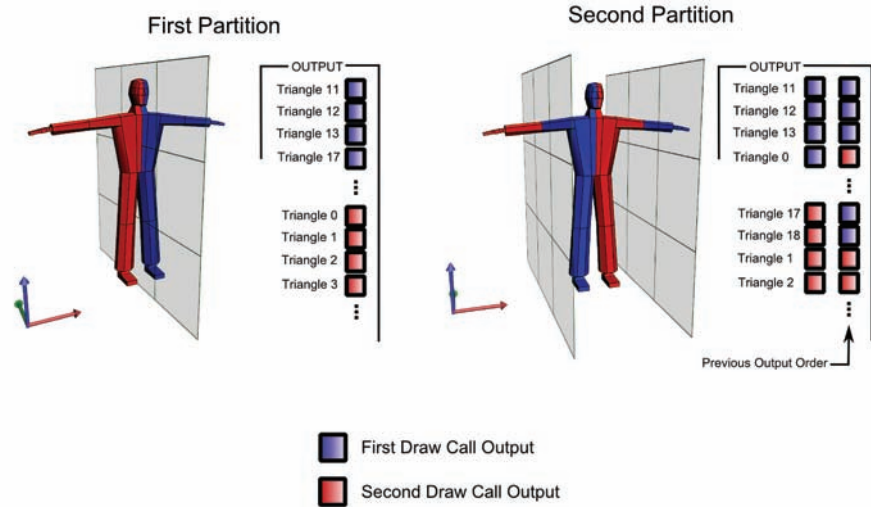 First Partition
OUTPUT
Triangle 11
Triangle 12
Triangle 13
Triangle 17
...
Triangle 0
Triangle 1
Triangle 2
Triangle 3
...
Second Partition
OUTPUT
Triangle 11
Triangle 12
Triangle 13
Triangle 0
...
Triangle 17
Triangle 18
Triangle 1
Triangle 2
...
Previous Output Order
First Draw Call Output
Second Draw Call Output